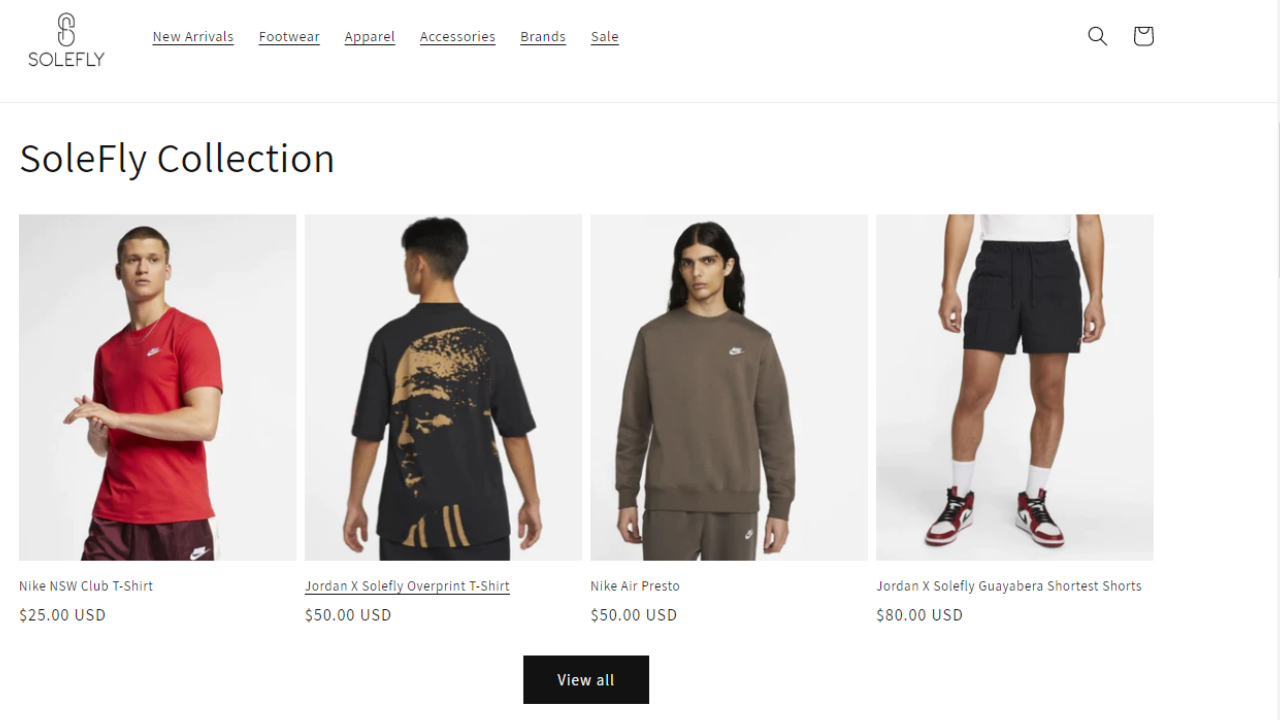 SOLEFLY
New Arrivals Footwear Apparel Accessories Brands Sale
SoleFly Collection
Nike NSW Club T-Shirt
$25.00 USD
Jordan X Solefly Overprint T-Shirt
$50.00 USD
Nike Air Presto
$50.00 USD
Jordan X Solefly Guayabera Shortest Shorts
$80.00 USD
View all